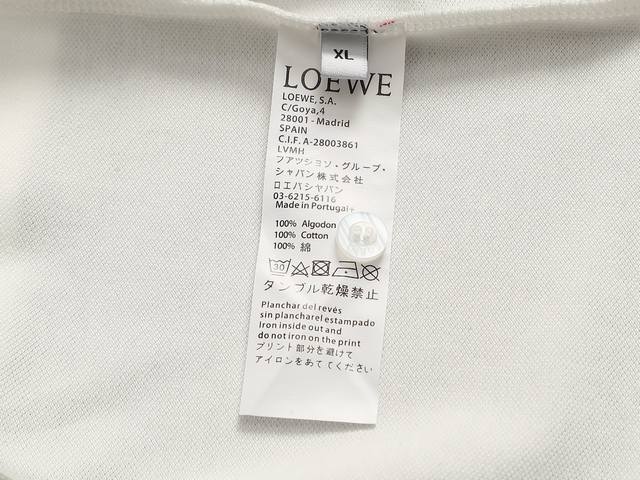 XL
LOEWE
LOEWE, S.A.
C/Goya,4
28001 - Madrid
SPAIN
C.I.F. A-28003861
LVMH
フアツション・グループ・
ジャパン株式会社
ロエバジヤパン
03-6215-6116
Made in Portugal
100% Algodon
100% Cotton
100% 綿
30
タンブル乾燥禁止
Planchar del revés
sin planchar el estampado
Iron inside out and
do not iron on the print
プリント部分を避けて
アイロンをあててください